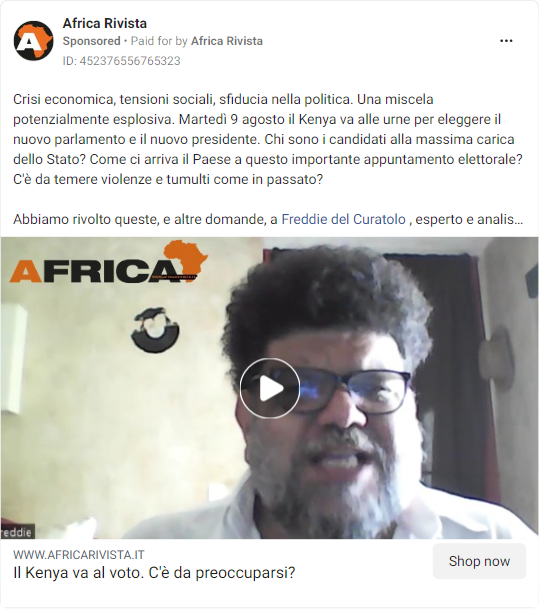 Africa Rivista
Sponsored • Paid for by Africa Rivista
ID: 452376556765323
Crisi economica, tensioni sociali, sfiducia nella politica. Una miscela
potenzialmente esplosiva. Martedì 9 agosto il Kenya va alle urne per eleggere il
nuovo parlamento e il nuovo presidente. Chi sono i candidati alla massima carica
dello Stato? Come ci arriva il Paese a questo importante appuntamento elettorale?
C'è da temere violenze e tumulti come in passato?
Abbiamo rivolto queste, e altre domande, a Freddie del Curatolo , esperto e analis...
AFRICA
reddie
WWW.AFRICARIVISTA.IT
Il Kenya va al voto. C'è da preoccuparsi?
Shop now